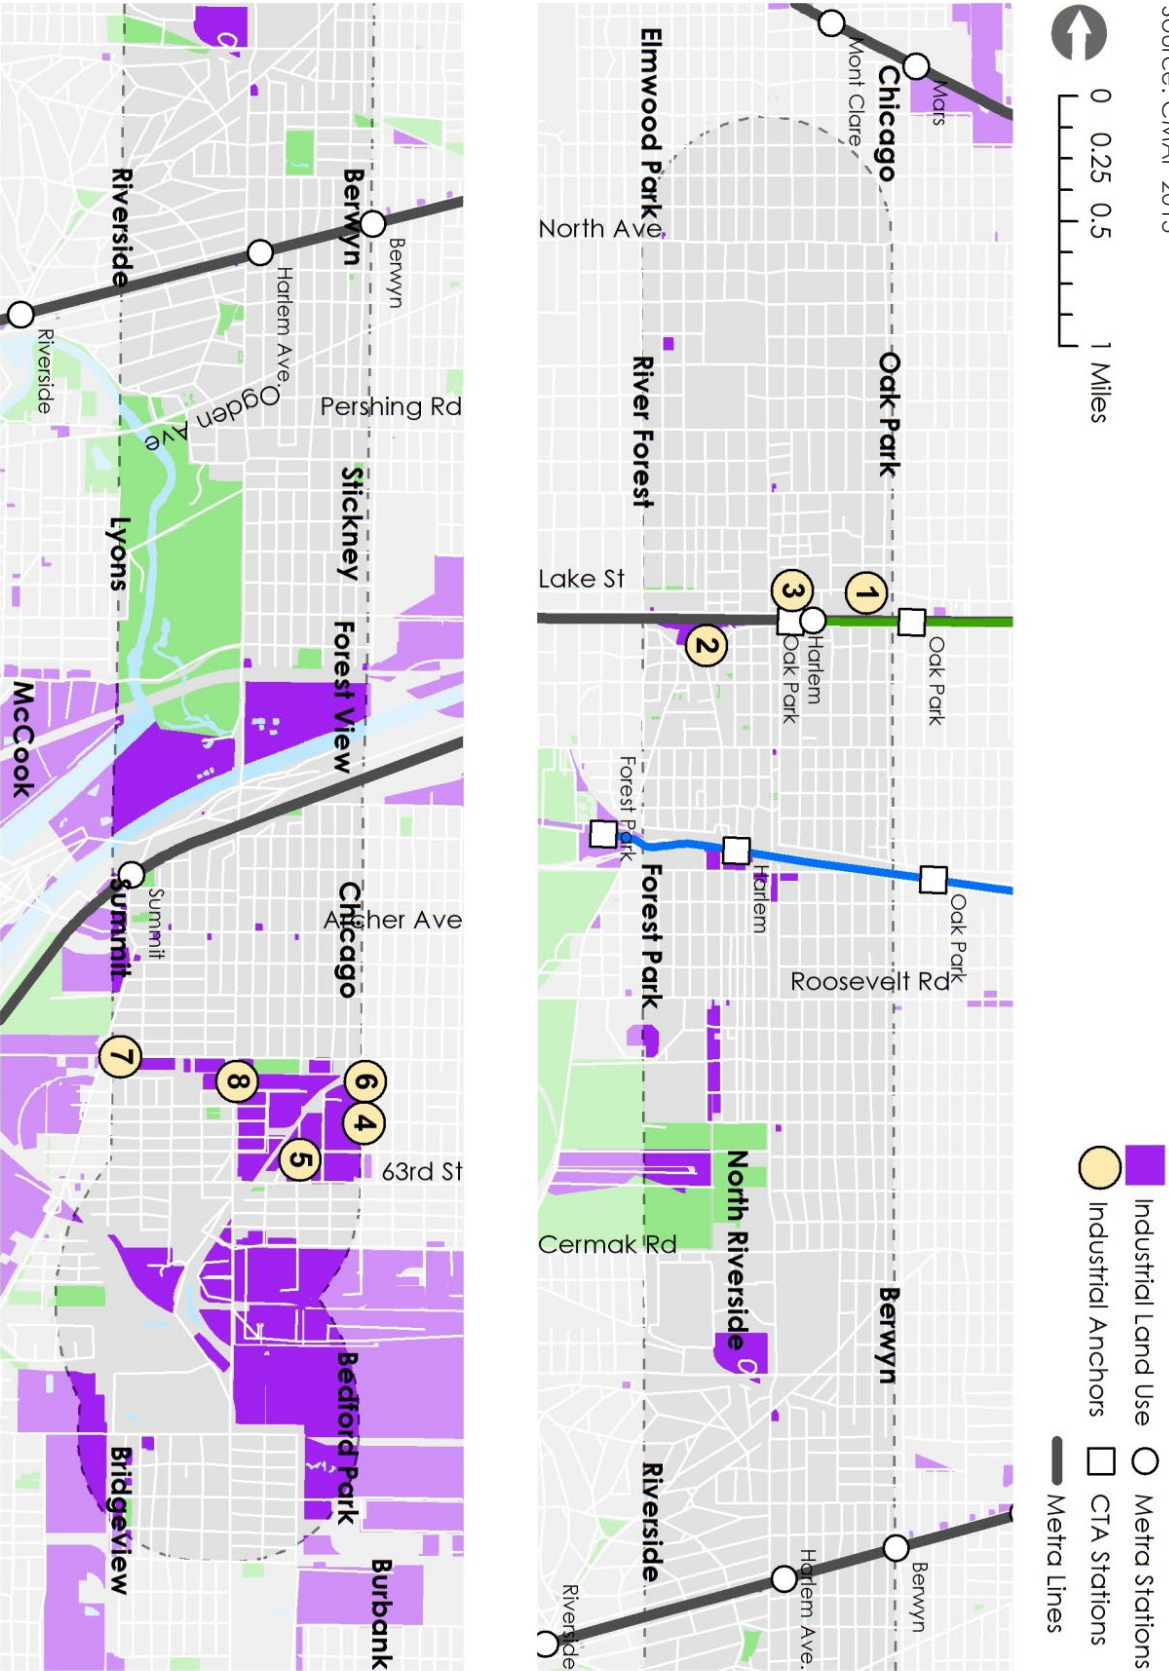 Source: CMAP 2013
0 0.25 0.5 1 Miles
Industrial Land Use
Industrial Anchors
Metra Stations
CTA Stations
Metra Lines
Mont Clare
Mars
Chicago
Elmwood Park
North Ave
Oak Park
River Forest
Lake St
1
2
3
Harlem
Oak Park
Oak Park
Forest Park
Harlem
Oak Park
Forest Park
Roosevelt Rd
North Riverside
Cermak Rd
Berwyn
Riverside
Berwyn
Harlem Ave.
Riverside
Riverside
Berwyn
Berwyn
Harlem Ave.
Riverside
Ogden Ave
Pershing Rd
Stickney
Lyons
Forest View
McCook
Summit
Summit
Chicago
Archer Ave
7
8
6
4
5
63rd St
Bedford Park
Bridgeview
Burbank